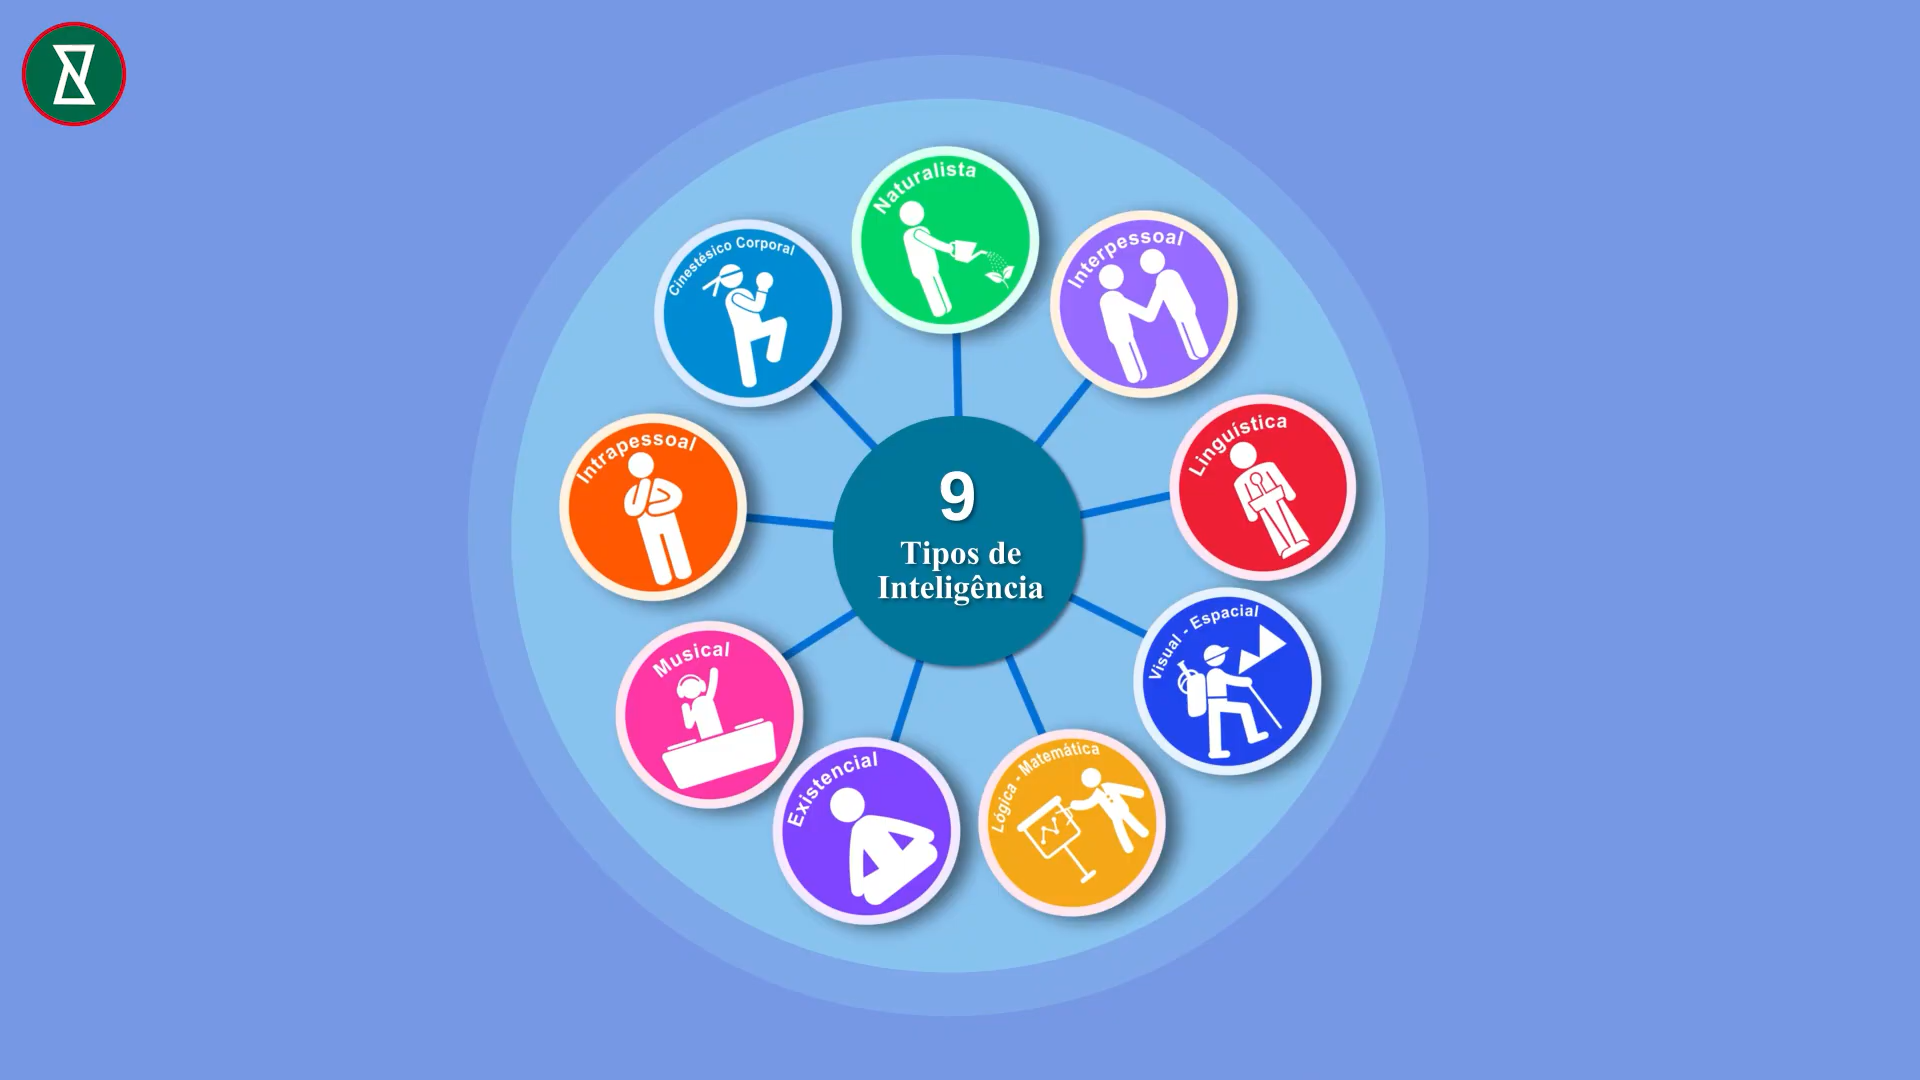 9
Tipos de
Inteligência
Naturalista
Interpessoal
Linguística
Visual - Espacial
Lógica - Matemática
Existencial
Musical
Intrapessoal
Cinestésico Corporal